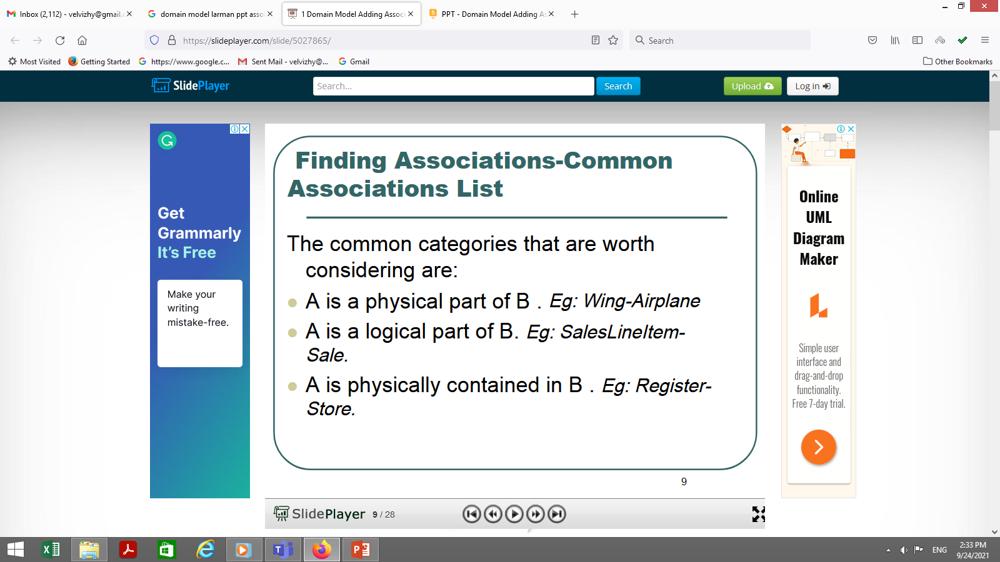 Inbox (2,112) - velvizhy@gmail.c
domain model larman ppt asso
1 Domain Model Adding Associ
PPT - Domain Model Adding As
https://slideplayer.com/slide/5027865/
Search
Most Visited
Getting Started
https://www.google.c...
Sent Mail - velvizhy@...
Gmail
Other Bookmarks
SlidePlayer
Search...
Search
Upload
Log in
Get
Grammarly
It's Free
Make your
writing
mistake-free.
Finding Associations-Common
Associations List
The common categories that are worth
considering are:
A is a physical part of B . Eg: Wing-Airplane
A is a logical part of B. Eg: SalesLineItem-
Sale.
A is physically contained in B . Eg: Register-
Store.
9
Online
UML
Diagram
Maker
Simple user
interface and
drag-and-drop
functionality.
Free 7-day trial.
SlidePlayer
9 / 28
ENG
2:33 PM
9/24/2021